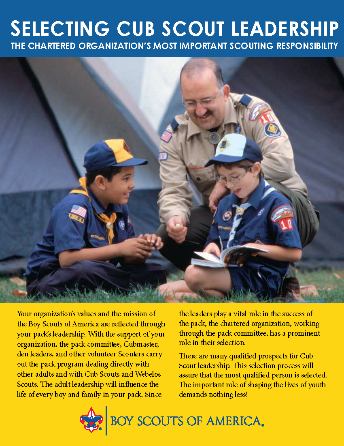 SELECTING CUB SCOUT LEADERSHIP
THE CHARTERED ORGANIZATION'S MOST IMPORTANT SCOUTING RESPONSIBILITY
Your organization's values and the mission of
the Boy Scouts of America are reflected through
your pack's leadership. With the support of your
organization, the pack committee, Cubmaster,
den leaders, and other volunteer Scouters carry
out the pack program dealing directly with
other adults and with Cub Scouts and Webelos
Scouts. The adult leadership will influence the
life of every boy and family in your pack. Since
the leaders play a vital role in the success of
the pack, the chartered organization, working
through the pack committee, has a prominent
role in their selection.
There are many qualified prospects for Cub
Scout leadership. This selection process will
assure that the most qualified person is selected.
The important role of shaping the lives of youth
demands nothing less!
BOY SCOUTS OF AMERICA